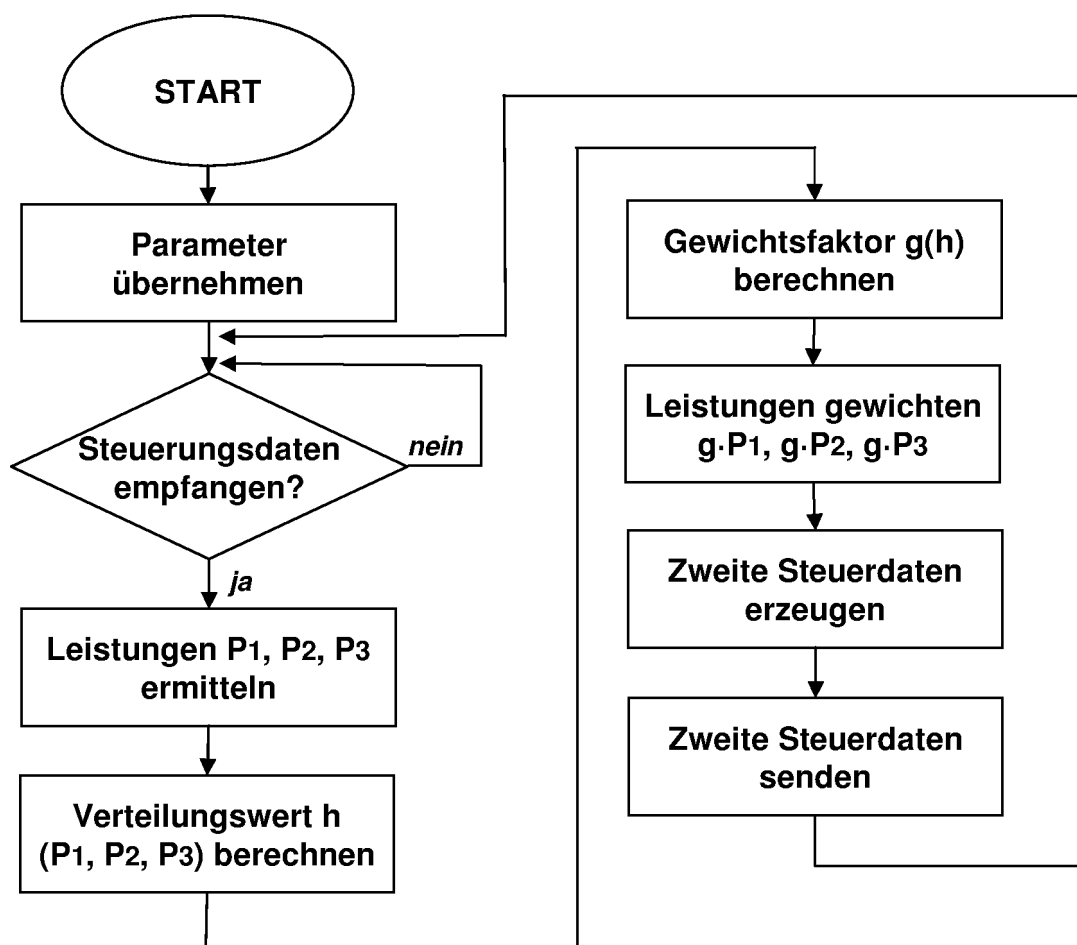 START
Parameter
übernehmen
Steuerungsdaten
empfangen?
nein
ja
Leistungen P1, P2, P3
ermitteln
Verteilungswert h
(P1, P2, P3) berechnen
Gewichtsfaktor g(h)
berechnen
Leistungen gewichten
g·P1, g·P2, g·P3
Zweite Steuerdaten
erzeugen
Zweite Steuerdaten
senden